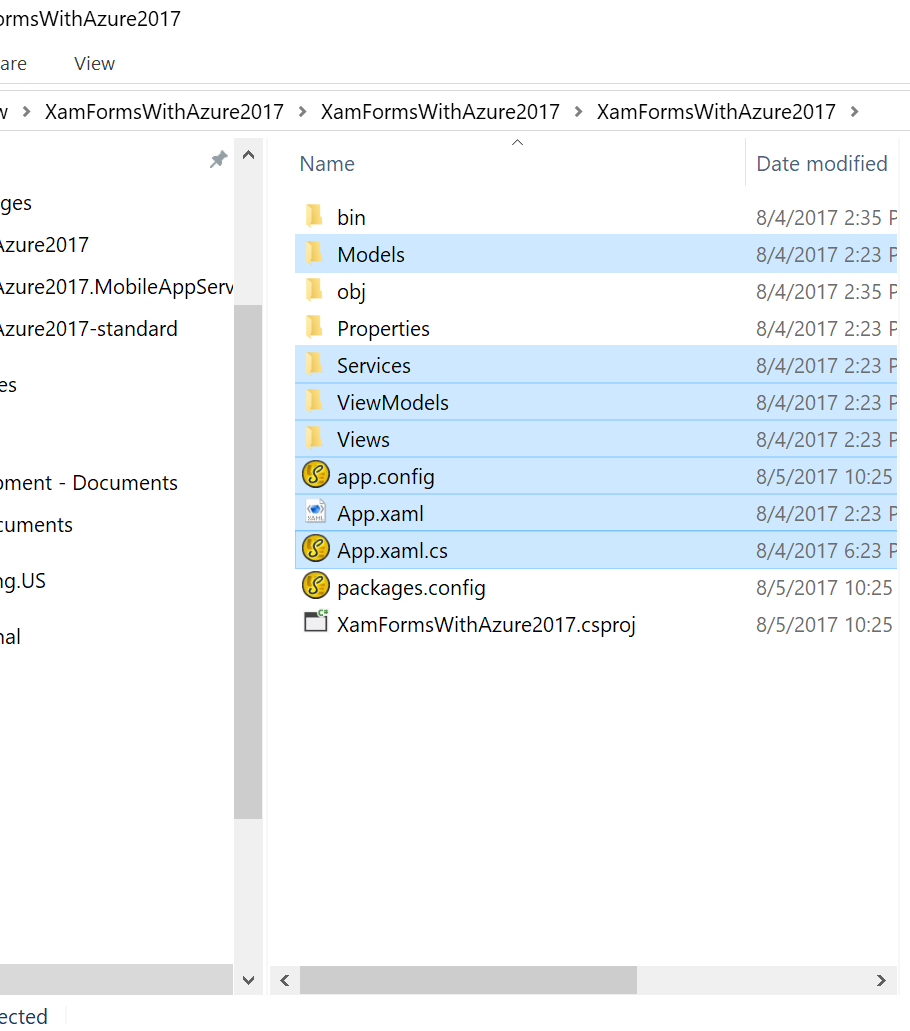 ormsWithAzure2017
are View
w > XamFormsWithAzure2017 > XamFormsWithAzure2017 > XamFormsWithAzure2017 >
ges
Azure2017
Azure2017.MobileAppServ
Azure2017-standard
es
pment - Documents
cuments
ng.US
nal
Name Date modified
bin 8/4/2017 2:35 P
Models 8/4/2017 2:23 P
obj 8/4/2017 2:35 P
Properties 8/4/2017 2:23 P
Services 8/4/2017 2:23 P
ViewModels 8/4/2017 2:23 P
Views 8/4/2017 2:23 P
app.config 8/5/2017 10:25
App.xaml 8/4/2017 2:23 P
App.xaml.cs 8/4/2017 6:23 P
packages.config 8/5/2017 10:25
XamFormsWithAzure2017.csproj 8/5/2017 10:25
ected